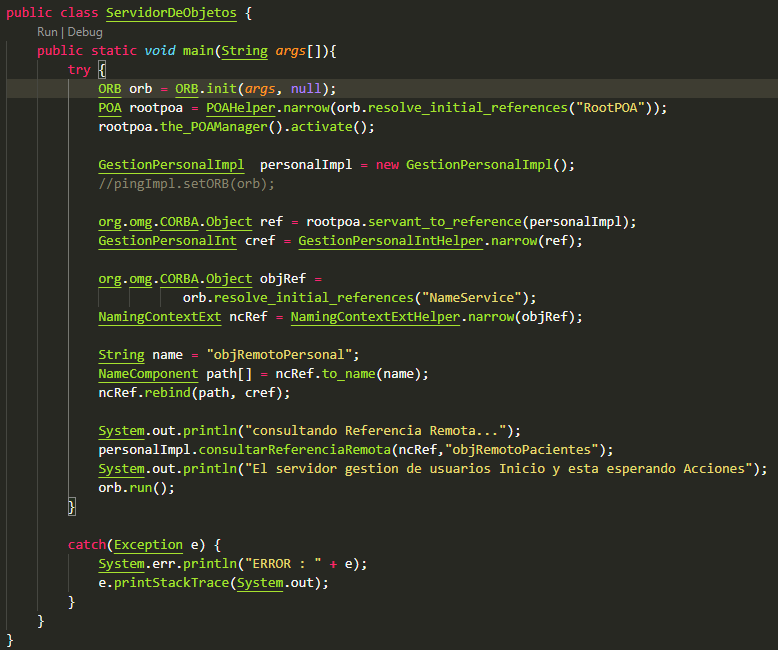 public class ServidorDeObjetos {
Run | Debug
public static void main(String args[]){
try {
ORB orb = ORB.init(args, null);
POA rootpoa = POAHelper.narrow(orb.resolve_initial_references("RootPOA"));
rootpoa.the_POAManager().activate();
GestionPersonalImpl  personalImpl = new GestionPersonalImpl();
//pingImpl.setORB(orb);
org.omg.CORBA.Object ref = rootpoa.servant_to_reference(personalImpl);
GestionPersonalInt cref = GestionPersonalIntHelper.narrow(ref);
org.omg.CORBA.Object objRef =
orb.resolve_initial_references("NameService");
NamingContextExt ncRef = NamingContextExtHelper.narrow(objRef);
String name = "objRemotoPersonal";
NameComponent path[] = ncRef.to_name(name);
ncRef.rebind(path, cref);
System.out.println("consultando Referencia Remota...");
personalImpl.consultarReferenciaRemota(ncRef,"objRemotoPacientes");
System.out.println("El servidor gestion de usuarios Inicio y esta esperando Acciones");
orb.run();
}
catch(Exception e) {
System.err.println("ERROR : " + e);
e.printStackTrace(System.out);
}
}
}